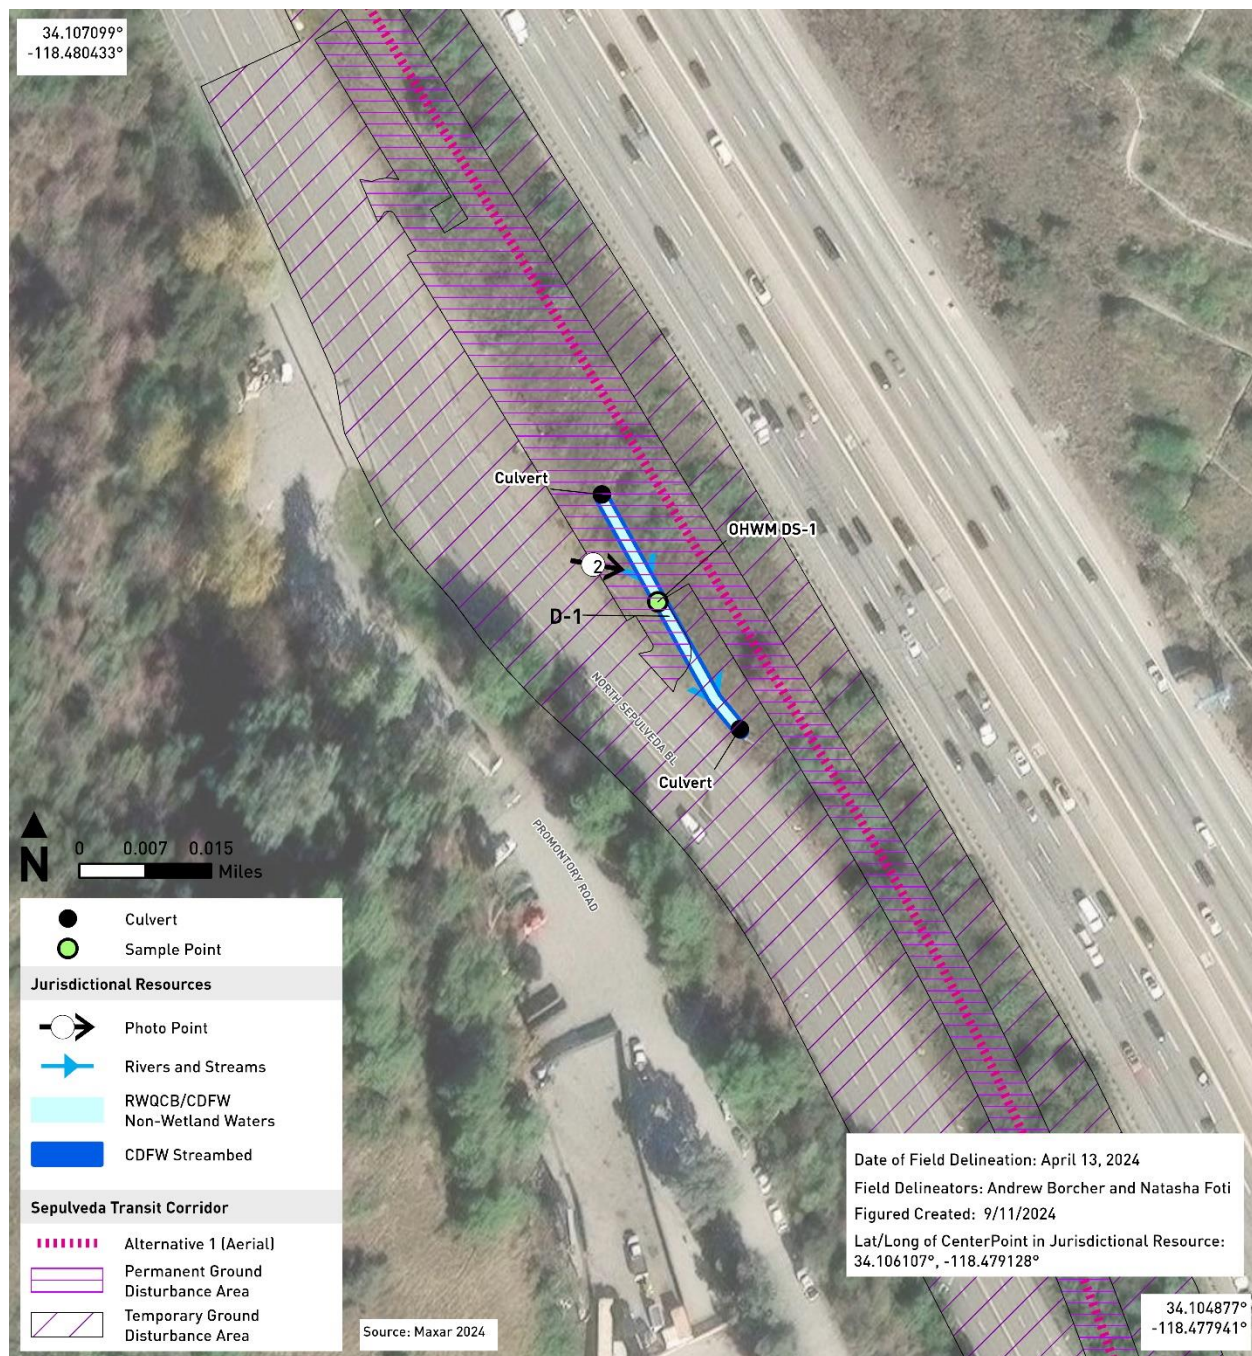 34.107099°
-118.480433°
Culvert
OHWM DS-1
2
D-1
NORTH SEPULVEDA BL
Culvert
PROMONTORY ROAD
N
0 0.007 0.015
Miles
Culvert
Sample Point
Jurisdictional Resources
Photo Point
Rivers and Streams
RWQCB/CDFW
Non-Wetland Waters
CDFW Streambed
Sepulveda Transit Corridor
Alternative 1 (Aerial)
Permanent Ground
Disturbance Area
Temporary Ground
Disturbance Area
Source: Maxar 2024
Date of Field Delineation: April 13, 2024
Field Delineators: Andrew Borcher and Natasha Foti
Figured Created: 9/11/2024
Lat/Long of CenterPoint in Jurisdictional Resource:
34.106107°, -118.479128°
34.104877°
-118.477941°